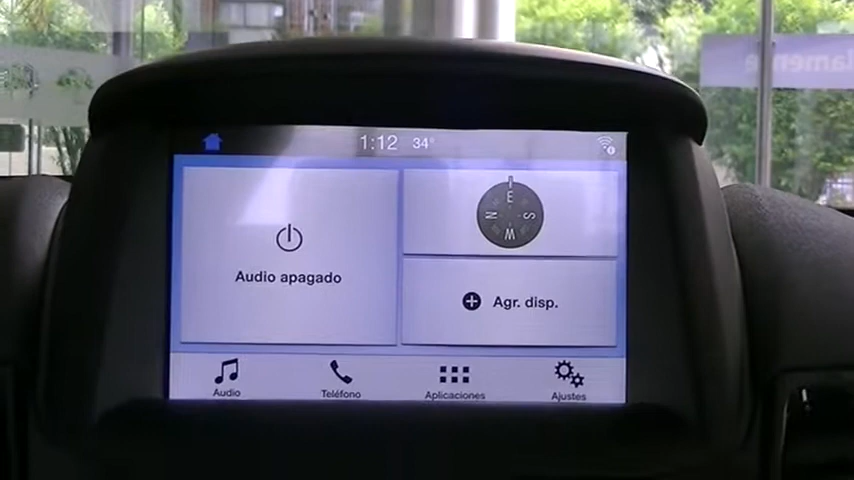 1:12 34°
Audio apagado
E
N S
W
Agr. disp.
Audio Teléfono Aplicaciones Ajustes